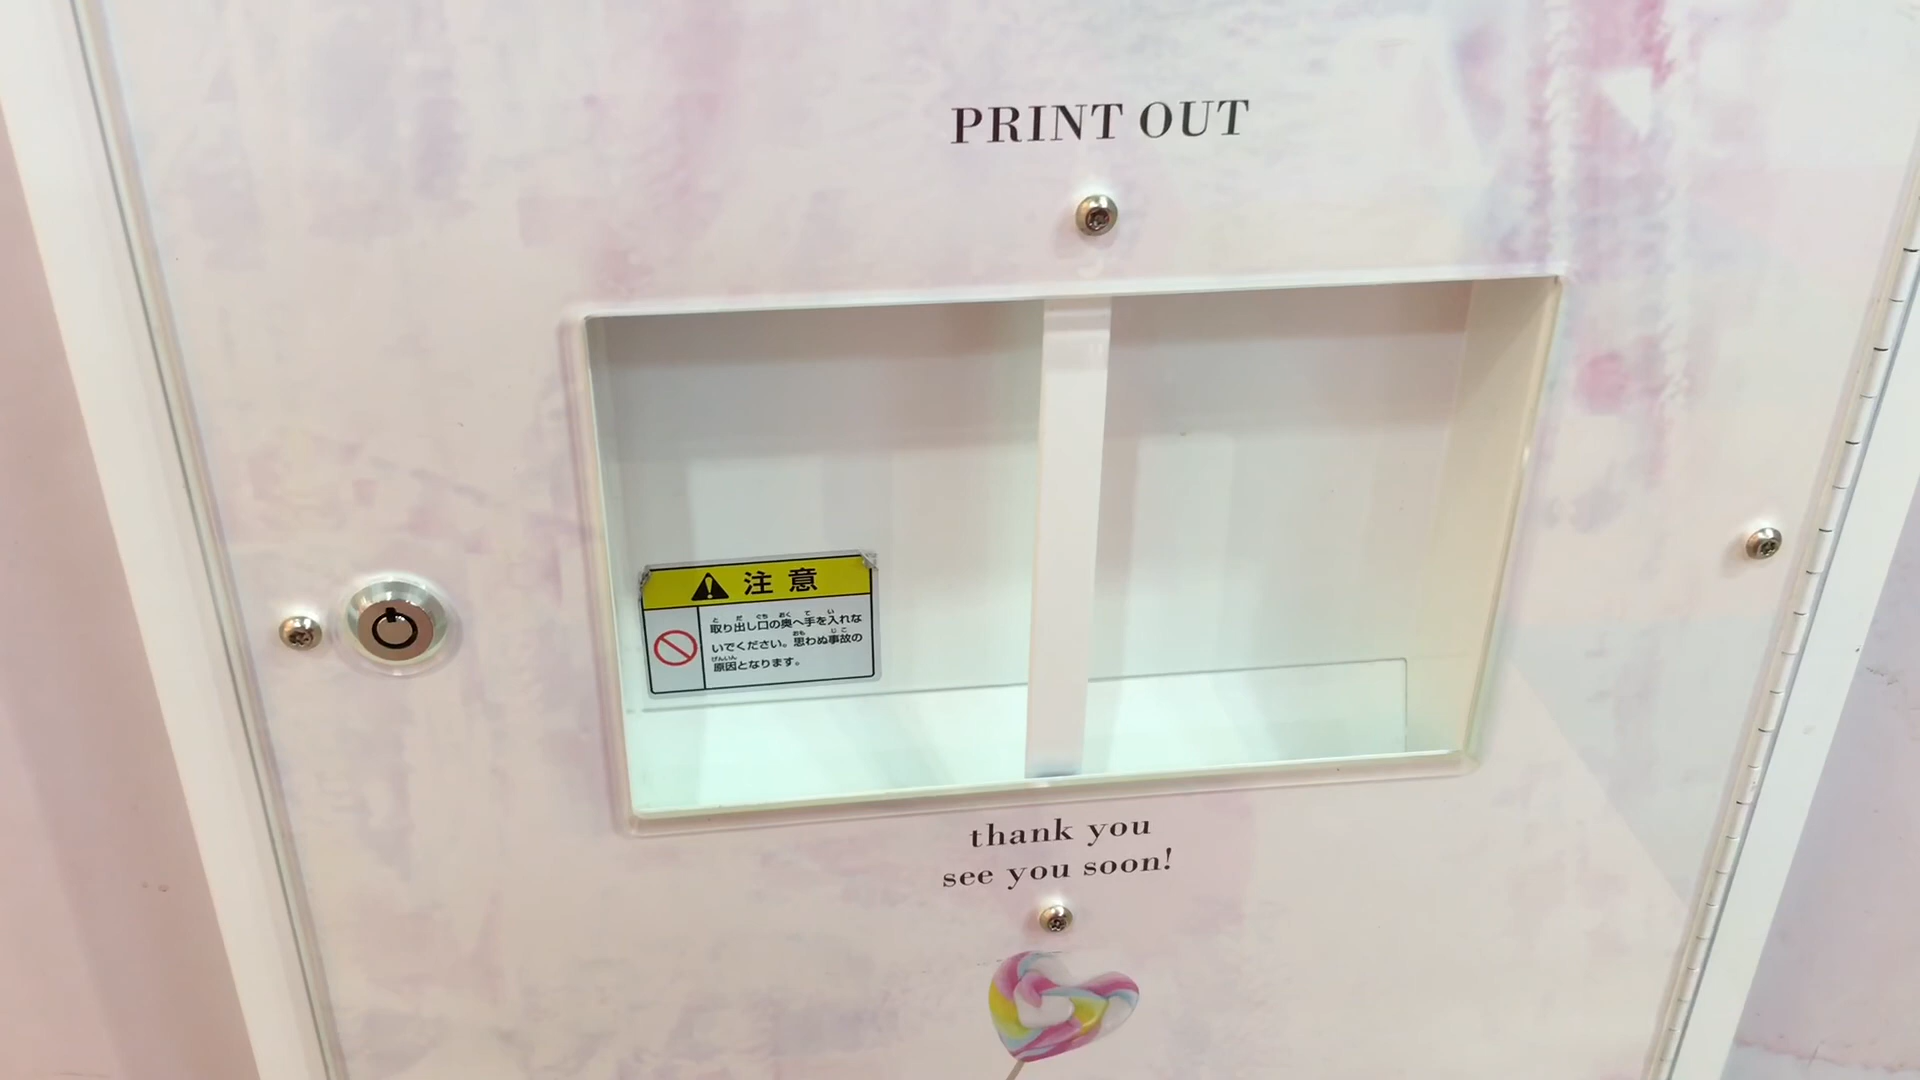 PRINT OUT
注意
取り出し口の奥へ手を入れな
いでください。思わぬ事故の
原因となります。
thank you
see you soon!